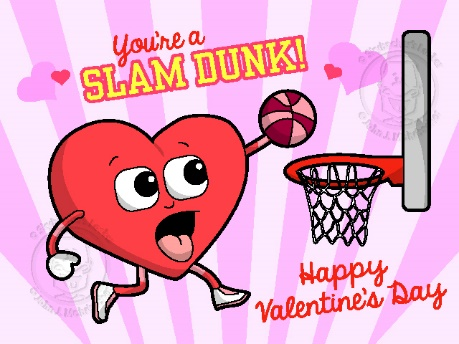 You're a
SLAM DUNK!
Happy
Valentine's Day